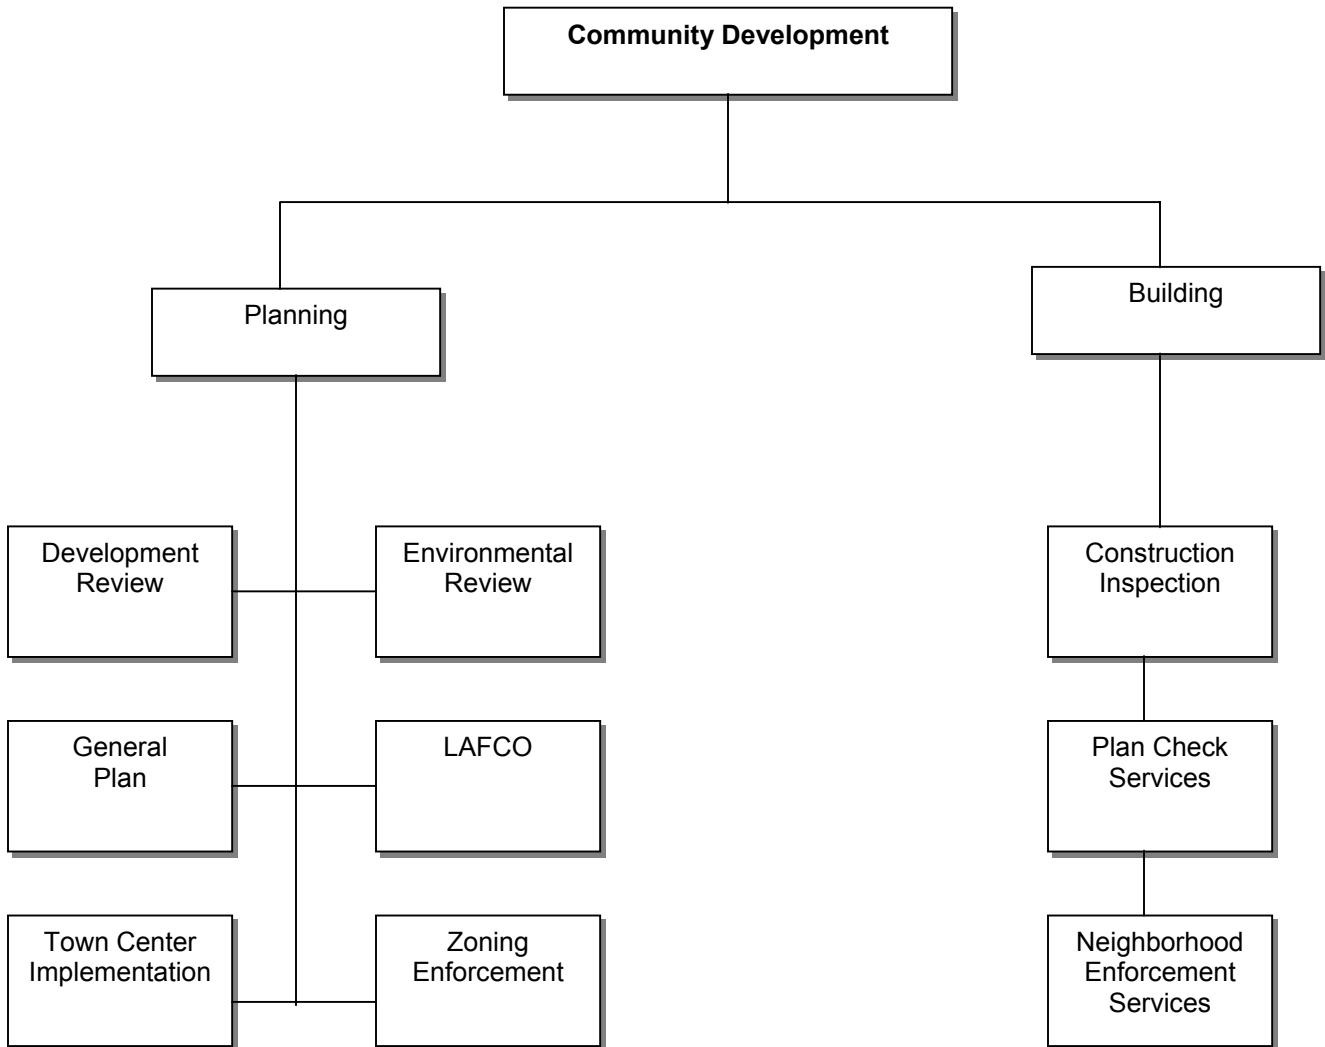 Community Development
Planning
Building
Development
Review
Environmental
Review
Construction
Inspection
General
Plan
LAFCO
Plan Check
Services
Town Center
Implementation
Zoning
Enforcement
Neighborhood
Enforcement
Services